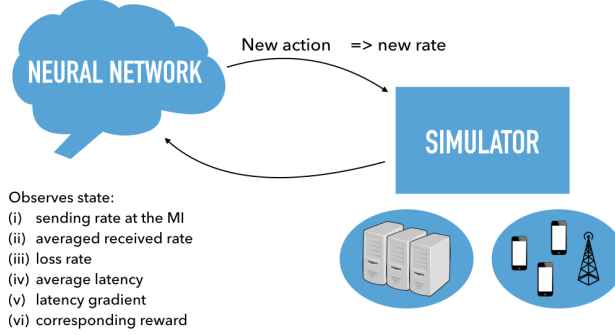 New action => new rate
NEURAL NETWORK
SIMULATOR
Observes state:
(i) sending rate at the MI
(ii) averaged received rate
(iii) loss rate
(iv) average latency
(v) latency gradient
(vi) corresponding reward